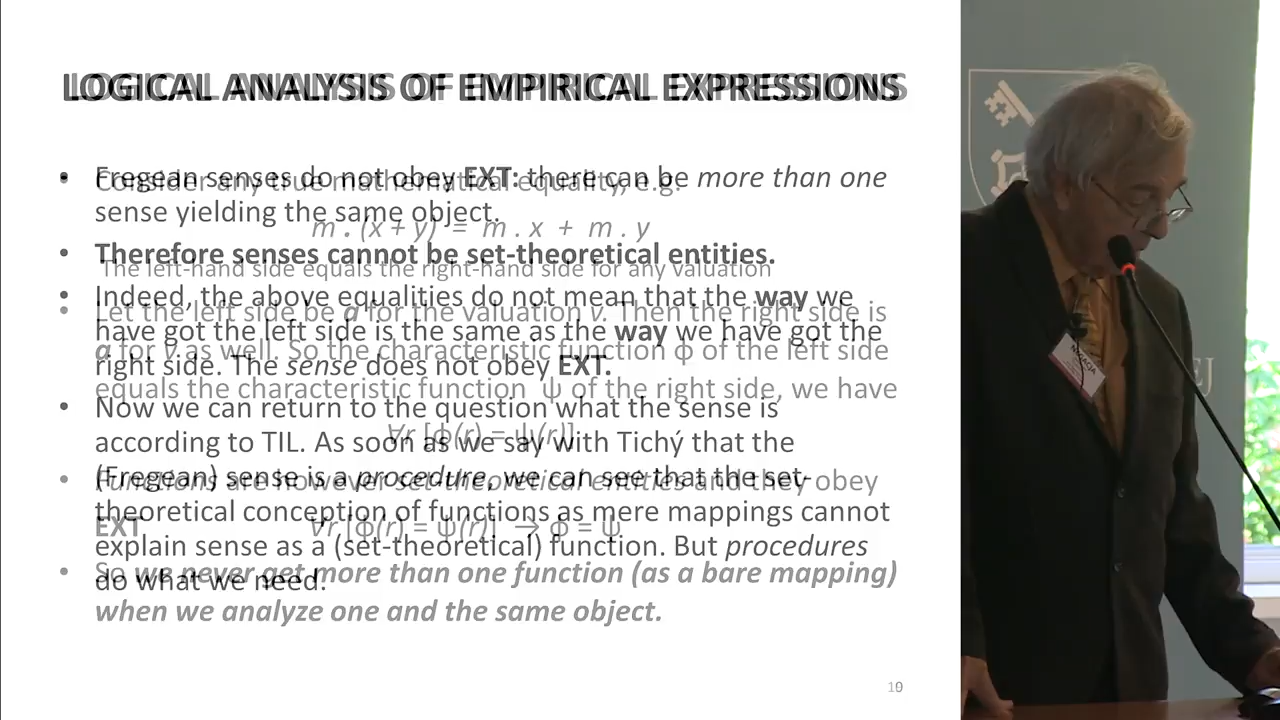 LOGICAL ANALYSIS OF EMPIRICAL EXPRESSIONS
• Fregean senses do not obey EXT: there can be more than one
sense yielding the same object.
• Therefore senses cannot be set-theoretical entities.
• Indeed, the above equalities do not mean that the way we
have got the left side is the same as the way we have got the
right side. The sense does not obey EXT.
• Now we can return to the question what the sense is
according to TIL. As soon as we say with Tichý that the
(Fregean) sense is a procedure, we can see that the set-
theoretical conception of functions as mere mappings cannot
explain sense as a (set-theoretical) function. But procedures
do what we need.
10
LOGICAL ANALYSIS OF EMPIRICAL EXPRESSIONS
• Consider any true mathematical equality, e.g.
m . (x + y) = m . x + m . y
The left-hand side equals the right-hand side for any valuation
• Let the left side be a for the valuation v. Then the right side is
a for v as well. So the characteristic function ϕ of the left side
equals the characteristic function ψ of the right side, we have
∀r [ϕ(r) = ψ(r)]
• Functions are however set-theoretical entities and they obey
EXT
∀r [ϕ(r) = ψ(r)] → ϕ = ψ
• So we never get more than one function (as a bare mapping)
when we analyze one and the same object.
EJ